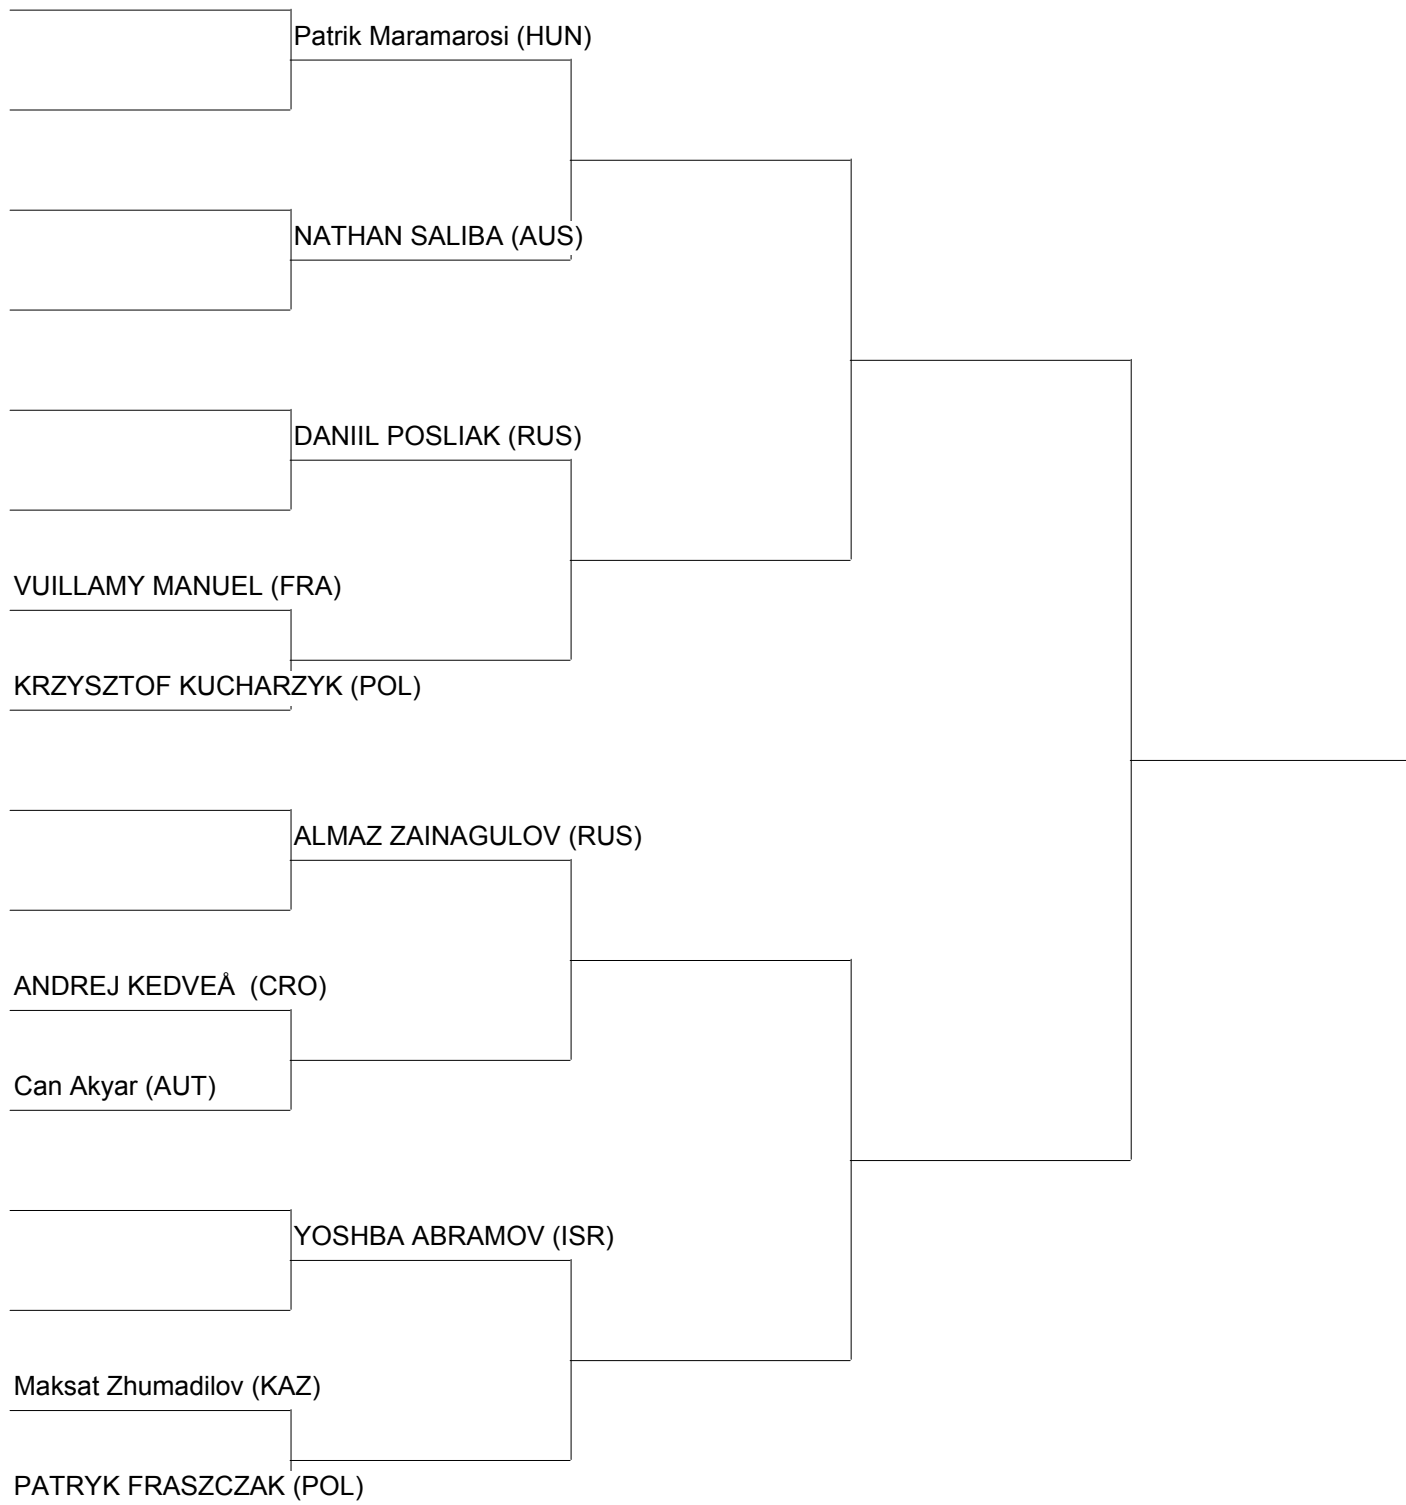 Patrik Maramarosi (HUN)
NATHAN SALIBA (AUS)
DANIIL POSLIAK (RUS)
VUILLAMY MANUEL (FRA)
KRZYSZTOF KUCHARZYK (POL)
ALMAZ ZAINAGULOV (RUS)
ANDREJ KEDVEÅ  (CRO)
Can Akyar (AUT)
YOSHBA ABRAMOV (ISR)
Maksat Zhumadilov (KAZ)
PATRYK FRASZCZAK (POL)